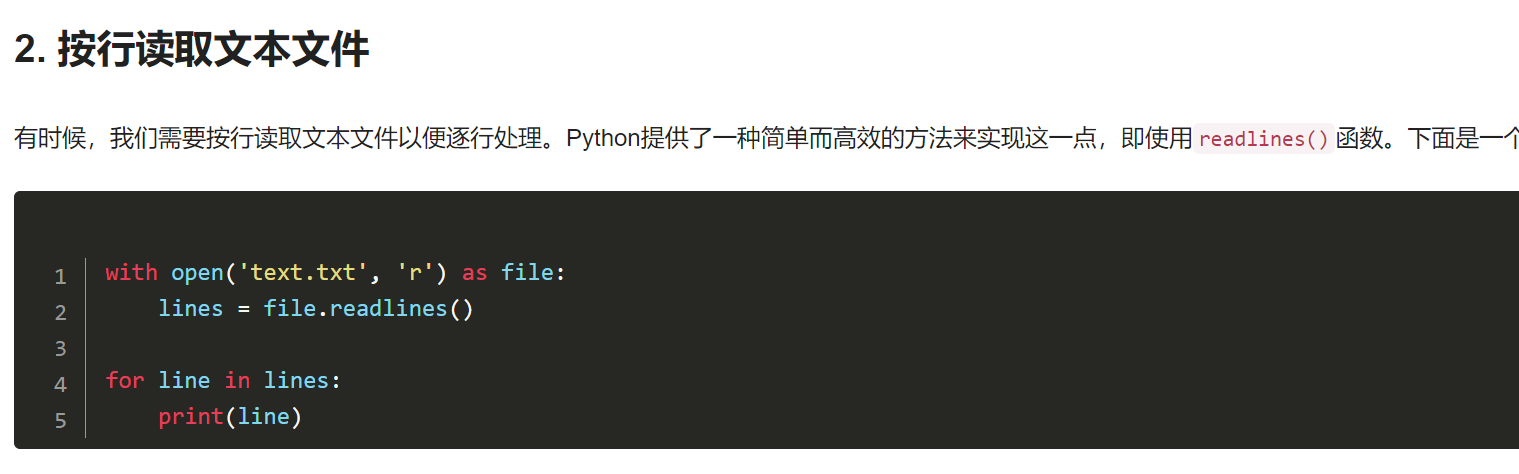 2. 按行读取文本文件
有时候，我们需要按行读取文本文件以便逐行处理。Python提供了一种简单而高效的方法来实现这一点，即使用readlines()函数。下面是一
1 with open('text.txt', 'r') as file:
2     lines = file.readlines()
3
4 for line in lines:
5     print(line)